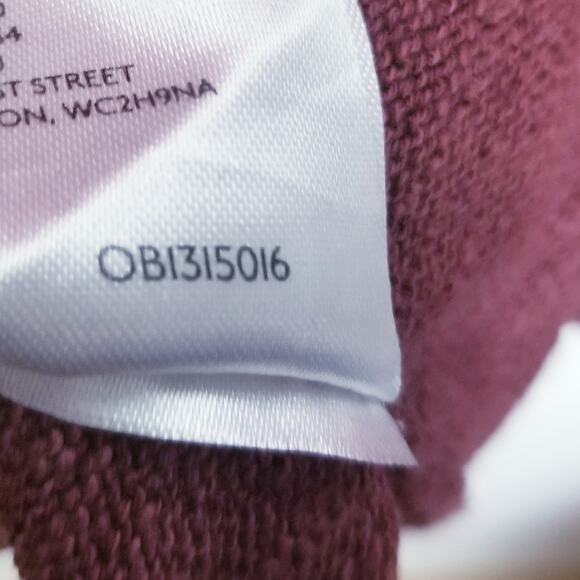 ST STREET
ON, WC2H9NA
OB1315016